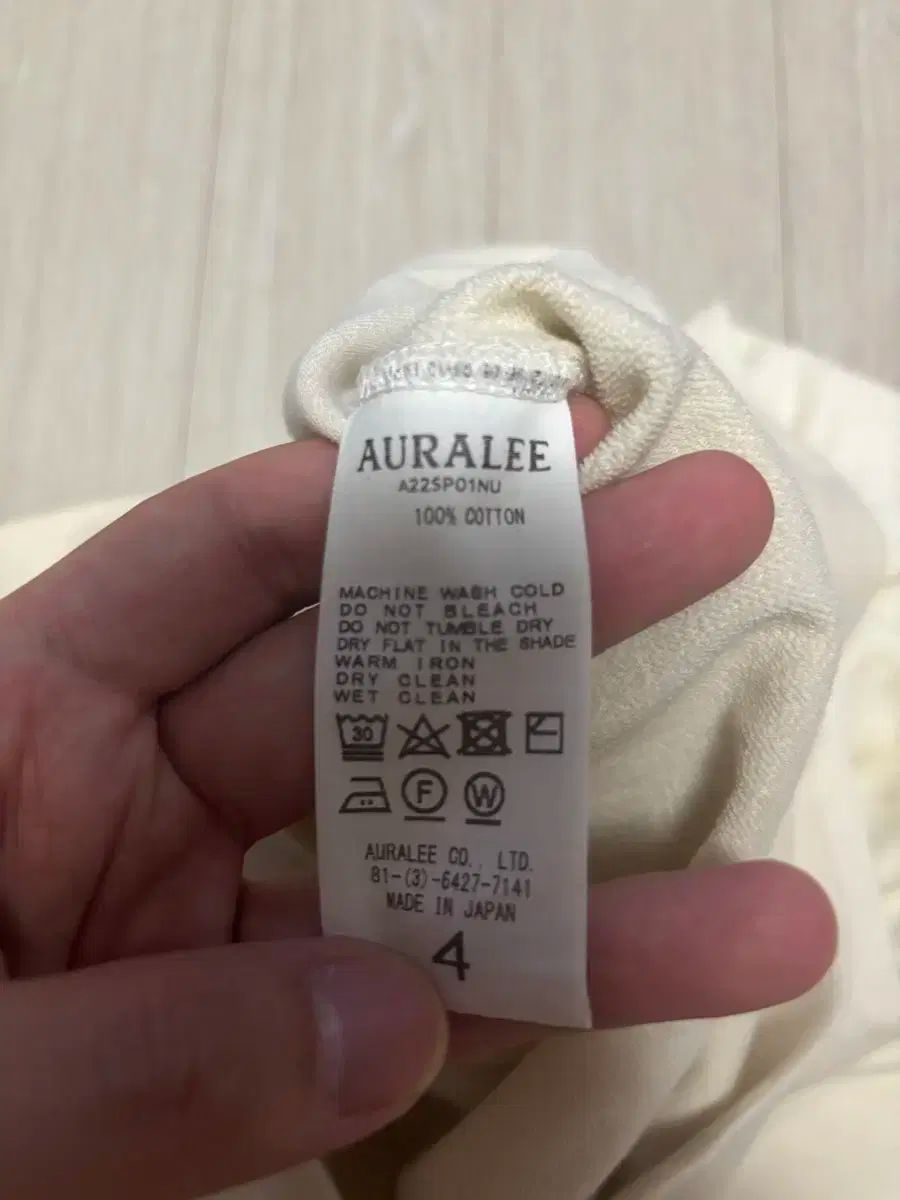 AURALEE
A22SP01NU
100% COTTON
MACHINE WASH COLD
DO NOT BLEACH
DO NOT TUMBLE DRY
DRY FLAT IN THE SHADE
WARM IRON
DRY CLEAN
WET CLEAN
30
F W
AURALEE CO., LTD.
81-(3)-6427-7141
MADE IN JAPAN
4